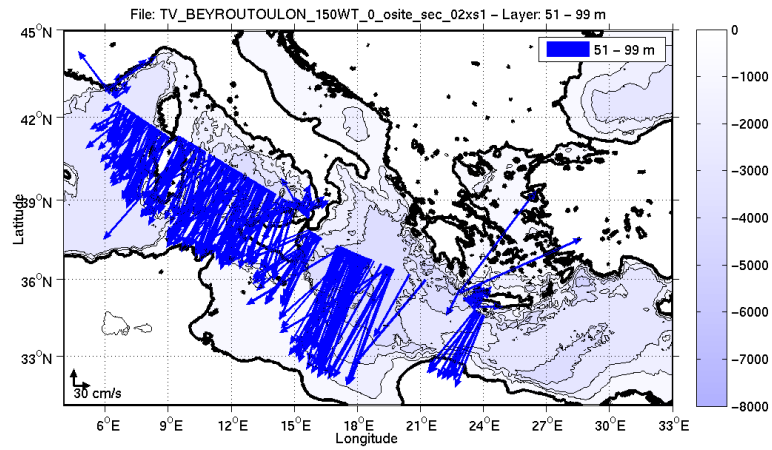 File: TV_BEYROUTOULON_150WT_0_osite_sec_02xs1 – Layer: 51 – 99 m
45°N
42°N
39°N
36°N
33°N
Latitude
51 – 99 m
30 cm/s
6°E
9°E
12°E
15°E
18°E
21°E
24°E
27°E
30°E
33°E
Longitude
0
−1000
−2000
−3000
−4000
−5000
−6000
−7000
−8000